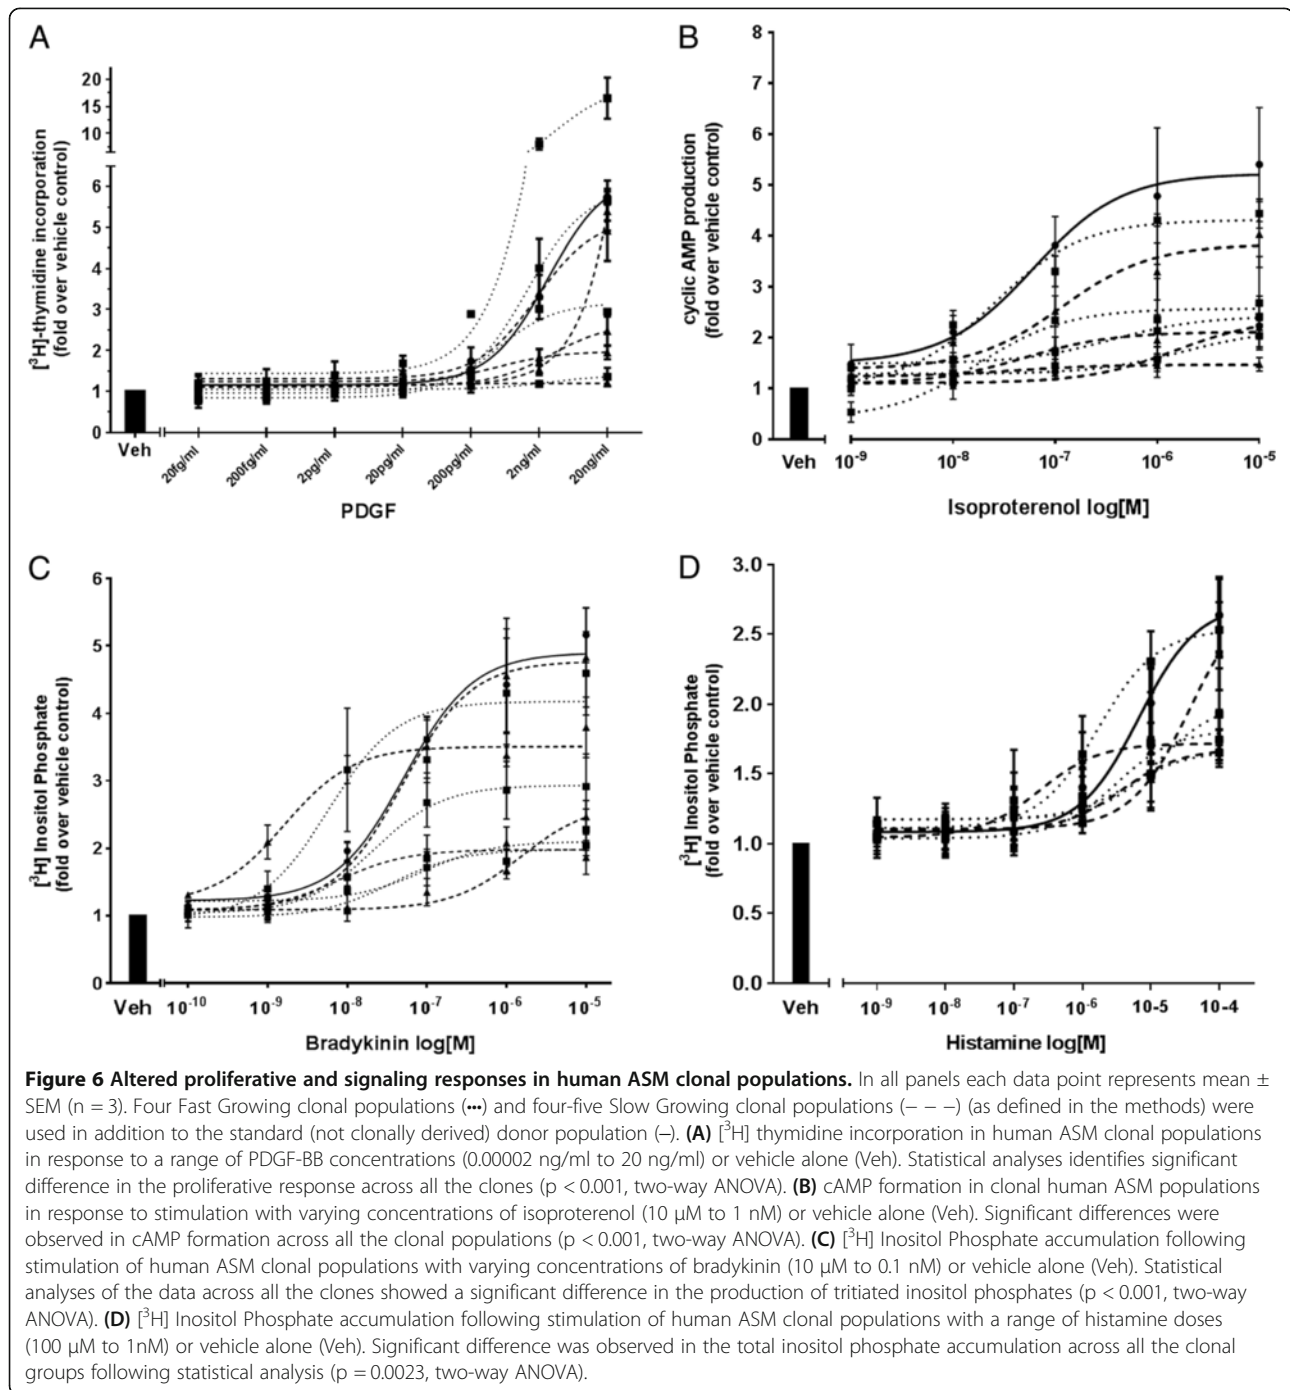 A
[³H]-thymidine incorporation
(fold over vehicle control)
20
15
10
6
5
4
3
2
1
0
Veh
20fg/ml
200fg/ml
2pg/ml
20pg/ml
200pg/ml
2ng/ml
20ng/ml
PDGF
B
cyclic AMP production
(fold over vehicle control)
8
7
6
5
4
3
2
1
0
Veh
10⁻⁹
10⁻⁸
10⁻⁷
10⁻⁶
10⁻⁵
Isoproterenol log[M]
C
[³H] Inositol Phosphate
(fold over vehicle control)
6
5
4
3
2
1
0
Veh
10⁻¹⁰
10⁻⁹
10⁻⁸
10⁻⁷
10⁻⁶
10⁻⁵
Bradykinin log[M]
D
[³H] Inositol Phosphate
(fold over vehicle control)
3.0
2.5
2.0
1.5
1.0
0.5
0.0
Veh
10⁻⁹
10⁻⁸
10⁻⁷
10⁻⁶
10-5
10-4
Histamine log[M]
Figure 6 Altered proliferative and signaling responses in human ASM clonal populations. In all panels each data point represents mean ±
SEM (n = 3). Four Fast Growing clonal populations (•••) and four-five Slow Growing clonal populations (– – –) (as defined in the methods) were
used in addition to the standard (not clonally derived) donor population (–). (A) [³H] thymidine incorporation in human ASM clonal populations
in response to a range of PDGF-BB concentrations (0.00002 ng/ml to 20 ng/ml) or vehicle alone (Veh). Statistical analyses identifies significant
difference in the proliferative response across all the clones (p < 0.001, two-way ANOVA). (B) cAMP formation in clonal human ASM populations
in response to stimulation with varying concentrations of isoproterenol (10 μM to 1 nM) or vehicle alone (Veh). Significant differences were
observed in cAMP formation across all the clonal populations (p < 0.001, two-way ANOVA). (C) [³H] Inositol Phosphate accumulation following
stimulation of human ASM clonal populations with varying concentrations of bradykinin (10 μM to 0.1 nM) or vehicle alone (Veh). Statistical
analyses of the data across all the clones showed a significant difference in the production of tritiated inositol phosphates (p < 0.001, two-way
ANOVA). (D) [³H] Inositol Phosphate accumulation following stimulation of human ASM clonal populations with a range of histamine doses
(100 μM to 1nM) or vehicle alone (Veh). Significant difference was observed in the total inositol phosphate accumulation across all the clonal
groups following statistical analysis (p = 0.0023, two-way ANOVA).